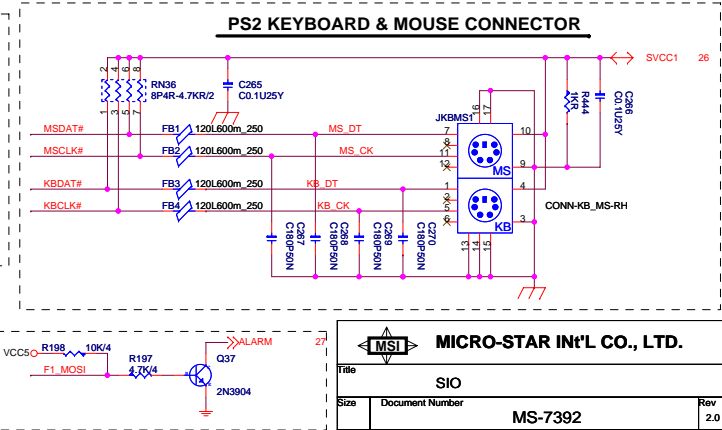 PS2 KEYBOARD & MOUSE CONNECTOR
SVCC1 26
2 4 6 8
RN36
8P4R-4.7KR/2
1 3 5 7
C265
C0.1U25Y
R444
1KR
C266
C0.1U25Y
JKBMS1
16
17
MSDAT# FB1 120L600m_250 MS_DT 7 10
8
MSCLK# FB2 120L600m_250 MS_CK 11
12 MS 9
KBDAT# FB3 120L600m_250 KB_DT 1 4
2
KBCLK# FB4 120L600m_250 KB_CK 5
6 KB 3
CONN-KB_MS-RH
13
14
15
C267
C180P50N
C268
C180P50N
C269
C180P50N
C270
C180P50N
VCC5 R198 10K/4
F1_MOSI
R197
4.7K/4
ALARM 27
Q37
2N3904
MSI MICRO-STAR INt'L CO., LTD.
Title
SIO
Size Document Number Rev
MS-7392 2.0